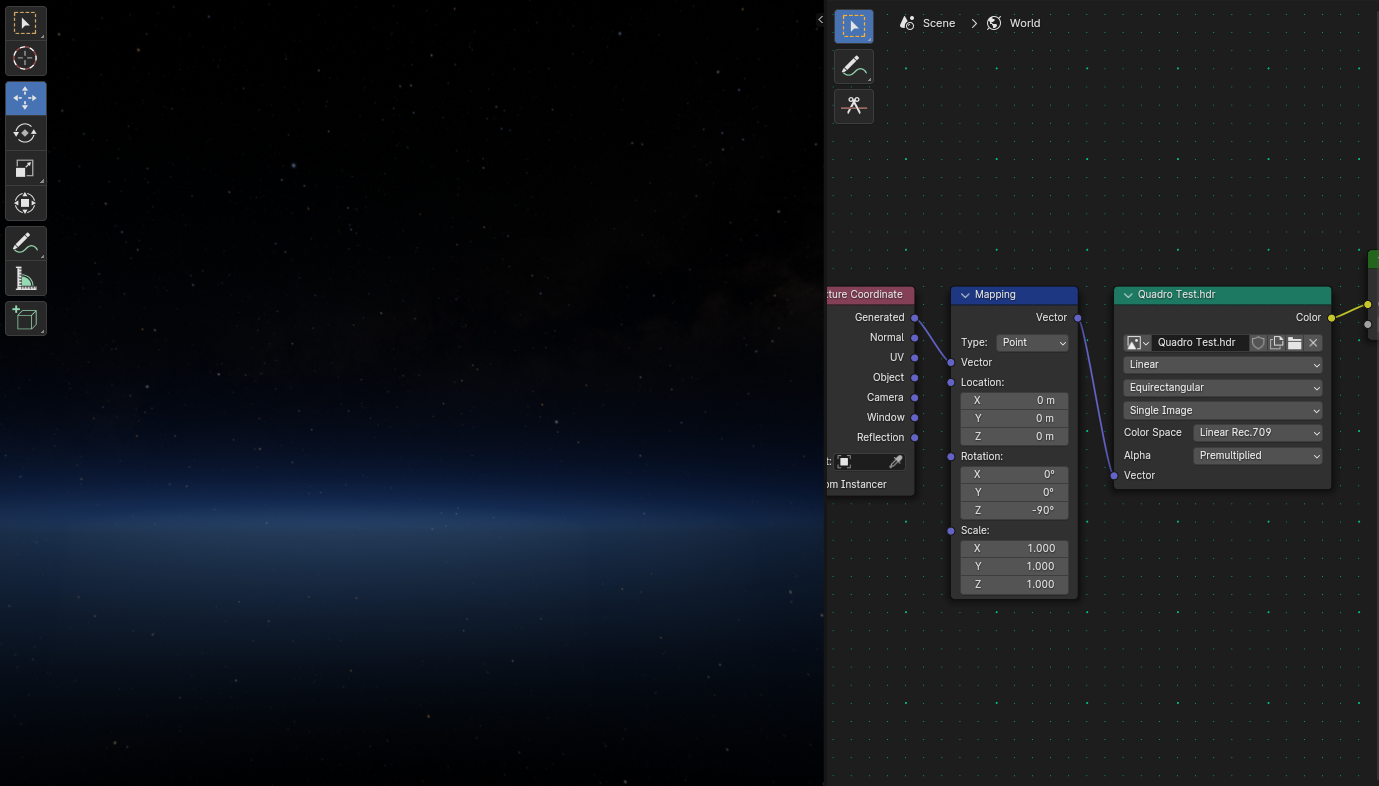 Scene > World
ture Coordinate
Generated
Normal
UV
Object
Camera
Window
Reflection
t:
om Instancer
Mapping
Vector
Type: Point
Vector
Location:
X 0 m
Y 0 m
Z 0 m
Rotation:
X 0°
Y 0°
Z -90°
Scale:
X 1.000
Y 1.000
Z 1.000
Quadro Test.hdr
Color
Quadro Test.hdr
Linear
Equirectangular
Single Image
Color Space Linear Rec.709
Alpha Premultiplied
Vector